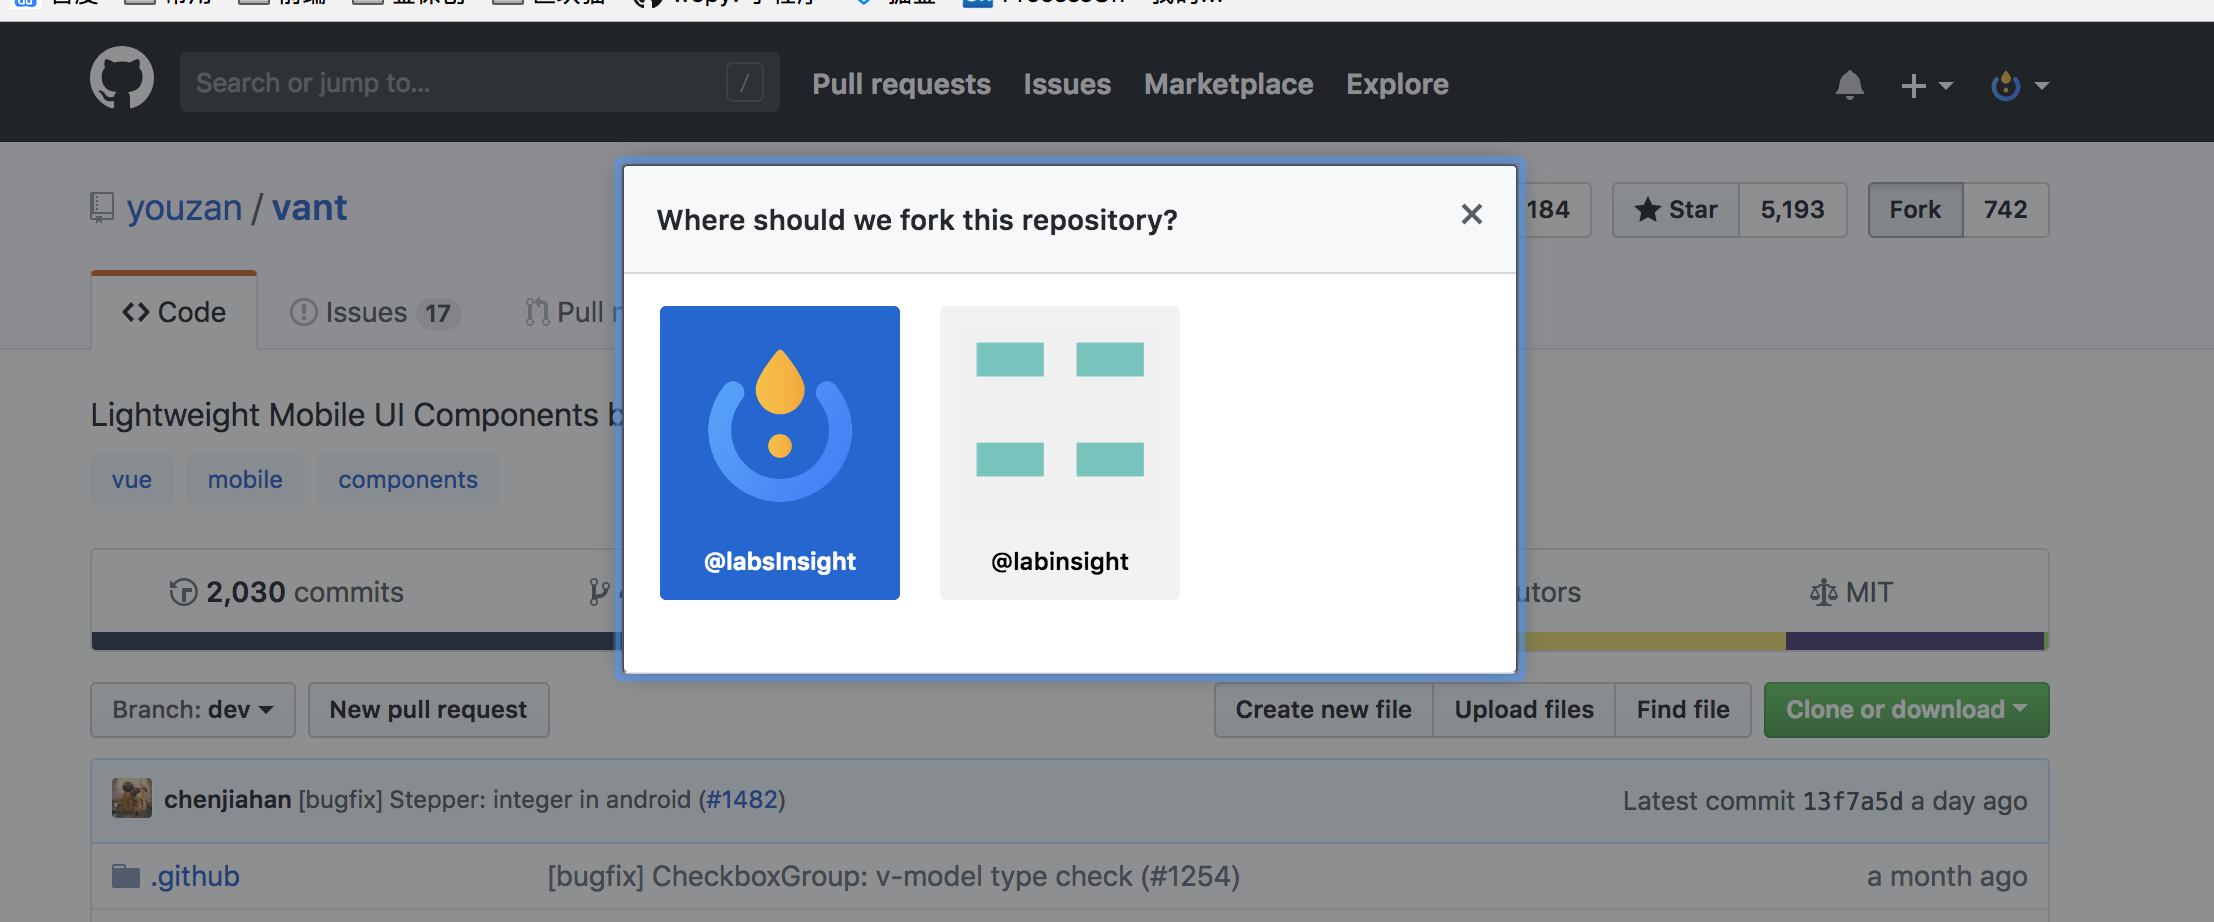 Search or jump to... /
Pull requests Issues Marketplace Explore
youzan / vant
184 Star 5,193 Fork 742
Where should we fork this repository?
Code Issues 17 Pull
Lightweight Mobile UI Components
vue mobile components
@labsInsight @labinsight
2,030 commits MIT
Branch: dev New pull request Create new file Upload files Find file Clone or download
chenjiahan [bugfix] Stepper: integer in android (#1482) Latest commit 13f7a5d a day ago
.github [bugfix] CheckboxGroup: v-model type check (#1254) a month ago